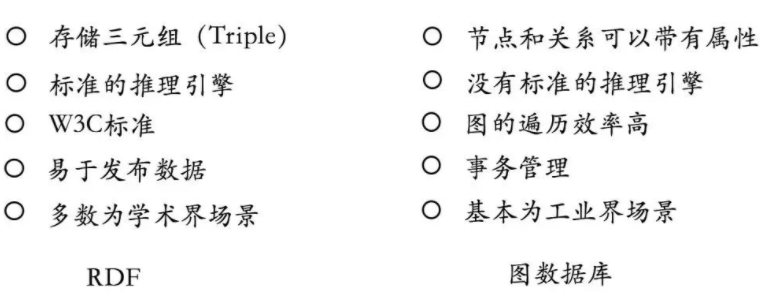 存储三元组（Triple）
标准的推理引擎
W3C标准
易于发布数据
多数为学术界场景
RDF
节点和关系可以带有属性
没有标准的推理引擎
图的遍历效率高
事务管理
基本为工业界场景
图数据库